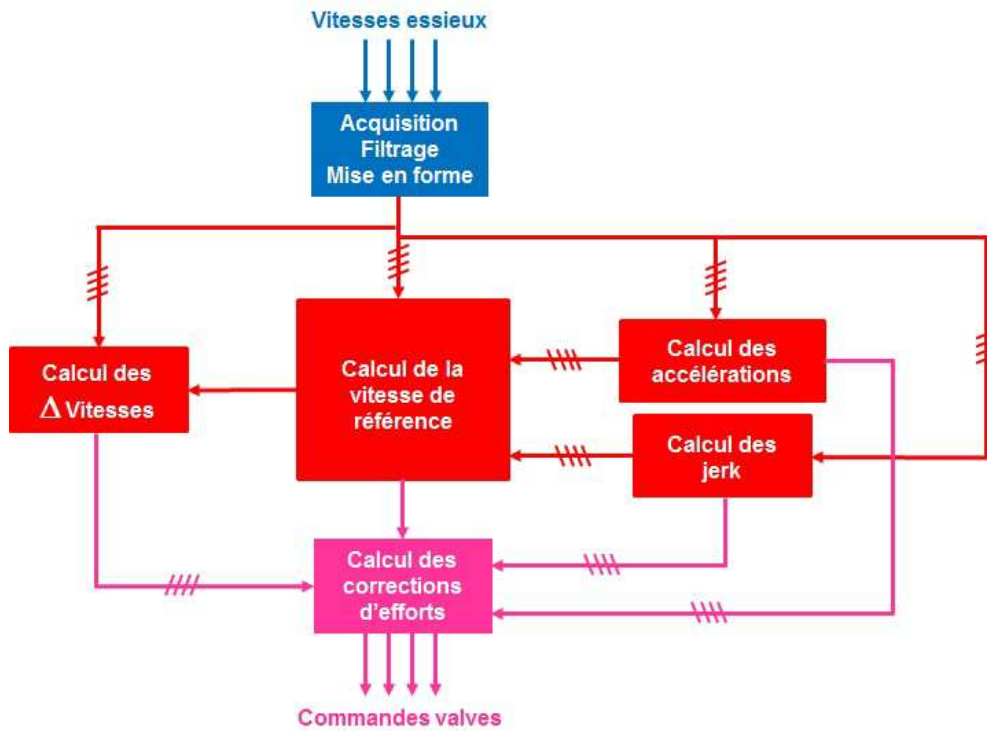 Vitesses essieux
Acquisition
Filtrage
Mise en forme
Calcul des
Δ Vitesses
Calcul de la
vitesse de
référence
Calcul des
accélérations
Calcul des
jerk
Calcul des
corrections
d'efforts
Commandes valves